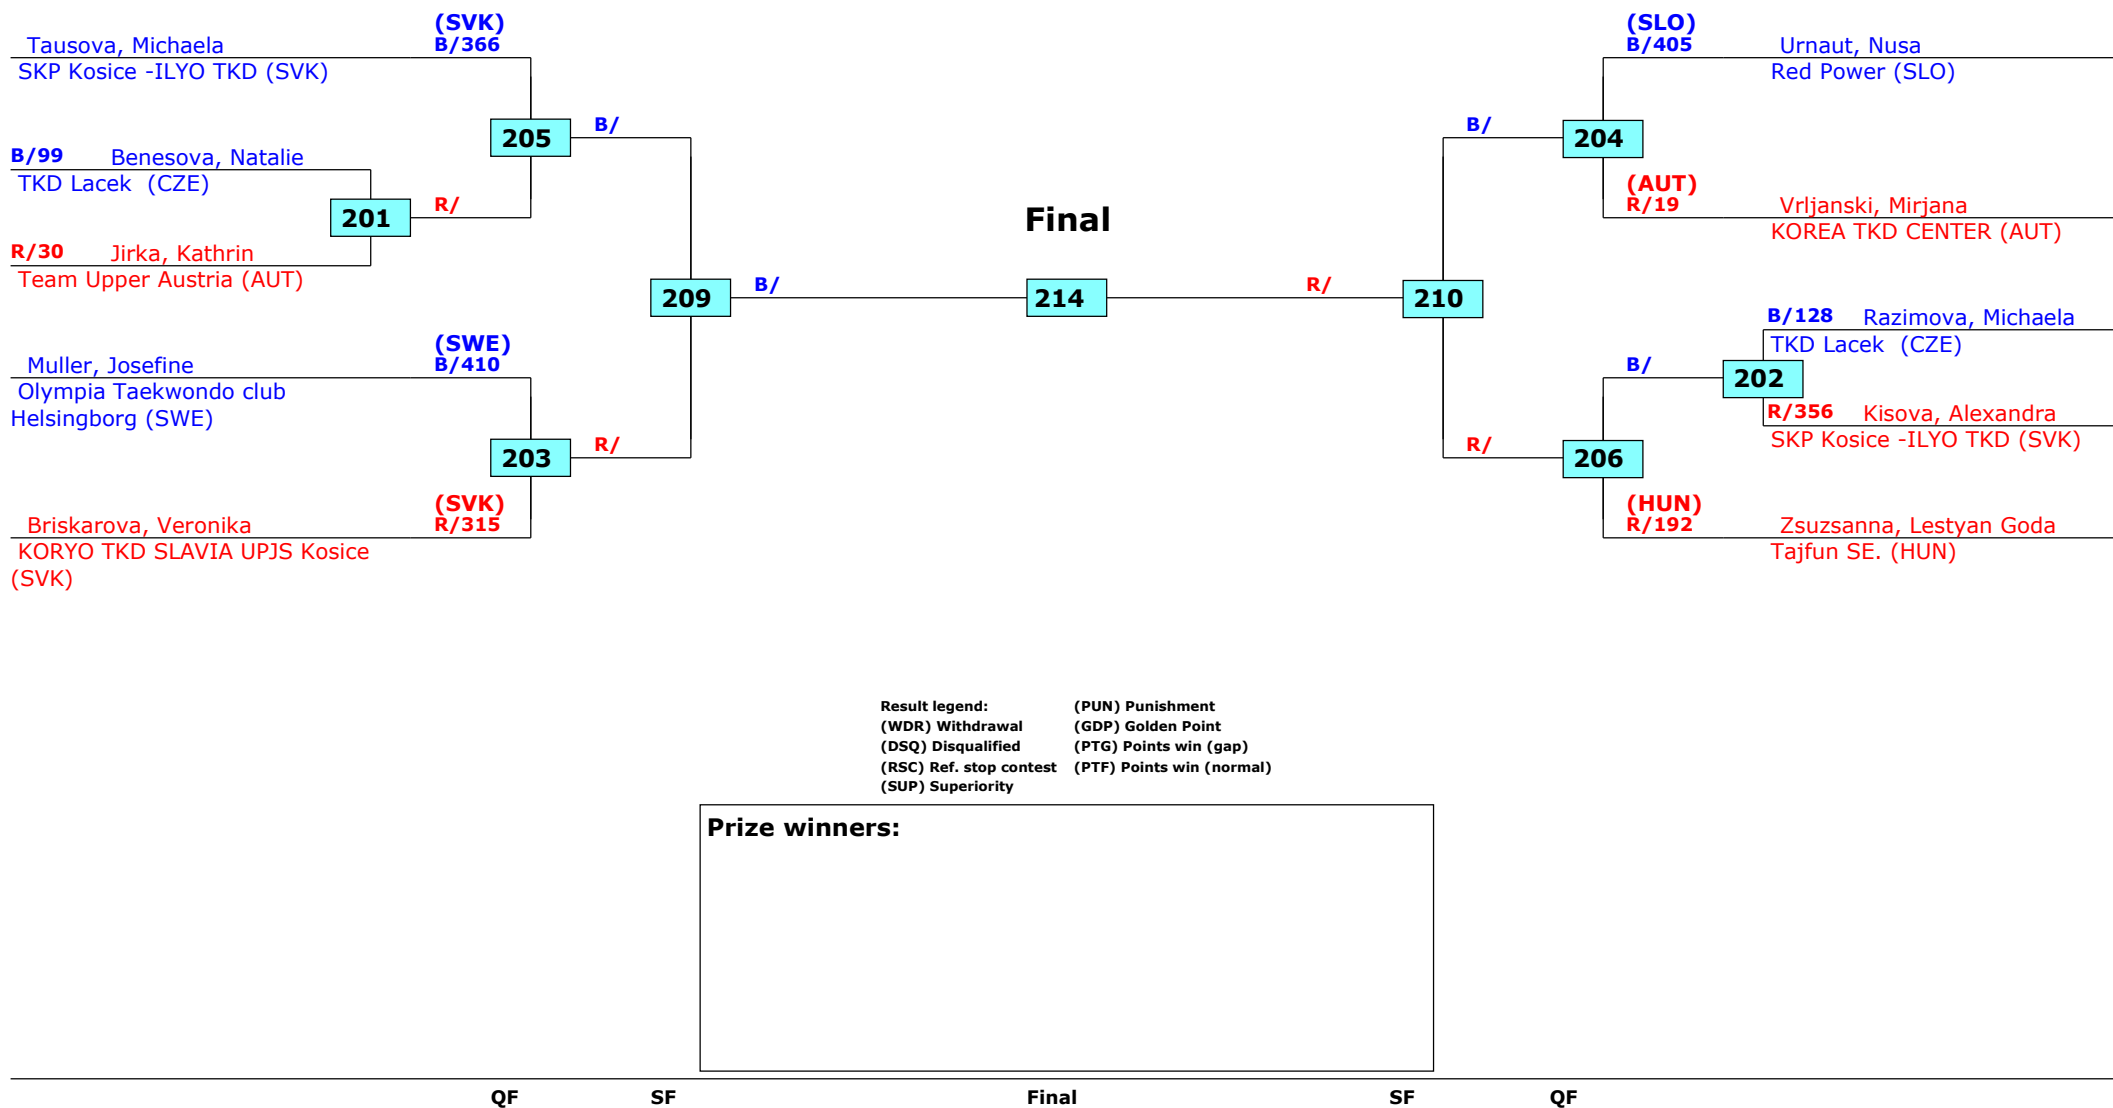 (SVK)
Tausova, Michaela B/366
SKP Kosice -ILYO TKD (SVK)
205 B/
B/99 Benesova, Natalie
TKD Lacek (CZE)
201 R/
R/30 Jirka, Kathrin
Team Upper Austria (AUT)
209 B/
(SWE)
Muller, Josefine B/410
Olympia Taekwondo club
Helsingborg (SWE)
203 R/
(SVK)
Briskarova, Veronika R/315
KORYO TKD SLAVIA UPJS Kosice
(SVK)
Final
214
(SLO)
B/405 Urnaut, Nusa
Red Power (SLO)
B/ 204
(AUT)
R/19 Vrljanski, Mirjana
KOREA TKD CENTER (AUT)
R/ 210
B/128 Razimova, Michaela
TKD Lacek (CZE)
B/ 202
R/356 Kisova, Alexandra
SKP Kosice -ILYO TKD (SVK)
R/ 206
(HUN)
R/192 Zsuzsanna, Lestyan Goda
Tajfun SE. (HUN)
Result legend: (PUN) Punishment
(WDR) Withdrawal (GDP) Golden Point
(DSQ) Disqualified (PTG) Points win (gap)
(RSC) Ref. stop contest (PTF) Points win (normal)
(SUP) Superiority
Prize winners:
QF SF Final SF QF